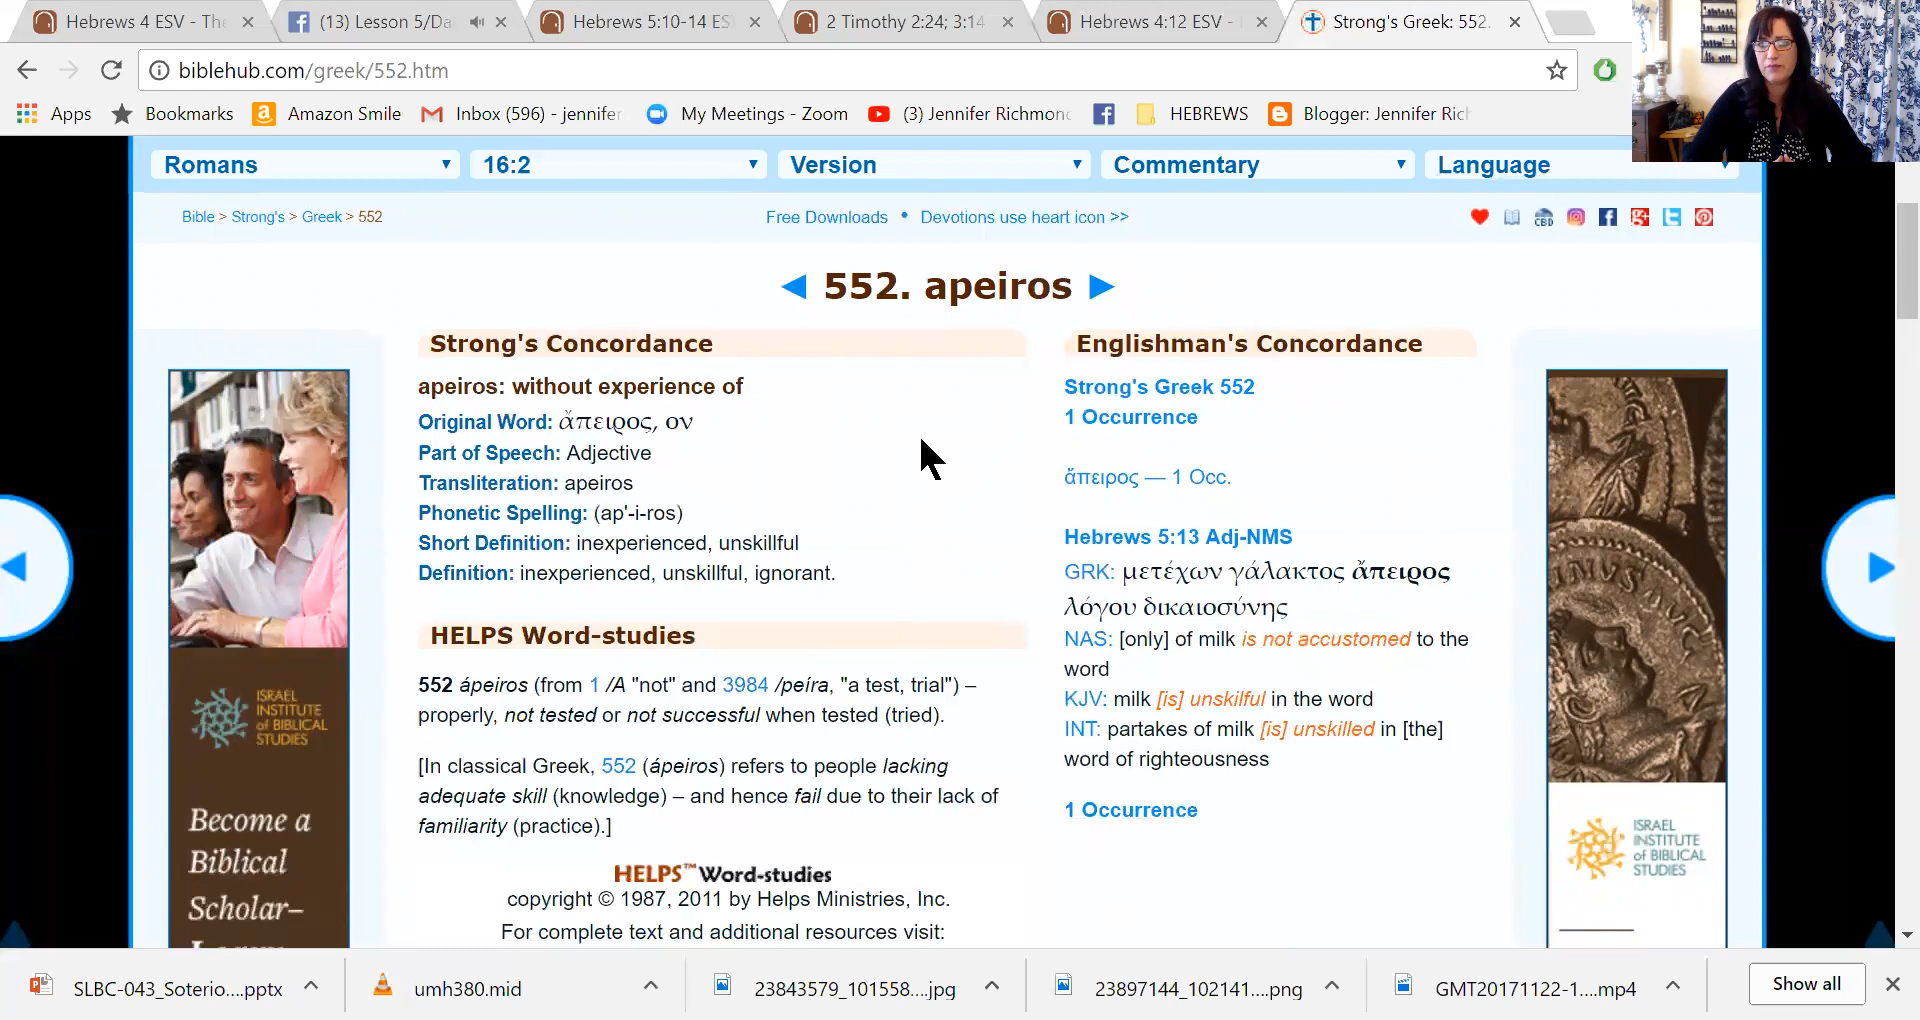 Hebrews 4 ESV - The
(13) Lesson 5/Da
Hebrews 5:10-14 ES
2 Timothy 2:24; 3:14
Hebrews 4:12 ESV -
Strong's Greek: 552.
biblehub.com/greek/552.htm
Apps
Bookmarks
Amazon Smile
Inbox (596) - jennifer
My Meetings - Zoom
(3) Jennifer Richmond
HEBREWS
Blogger: Jennifer Ric
Romans
16:2
Version
Commentary
Language
Bible > Strong's > Greek > 552
Free Downloads • Devotions use heart icon >>
CBD
552. apeiros
Strong's Concordance
apeiros: without experience of
Original Word: ἄπειρος, ον
Part of Speech: Adjective
Transliteration: apeiros
Phonetic Spelling: (ap'-i-ros)
Short Definition: inexperienced, unskillful
Definition: inexperienced, unskillful, ignorant.
HELPS Word-studies
552 ápeiros (from 1 /A "not" and 3984 /peíra, "a test, trial") –
properly, not tested or not successful when tested (tried).
[In classical Greek, 552 (ápeiros) refers to people lacking
adequate skill (knowledge) – and hence fail due to their lack of
familiarity (practice).]
HELPS™ Word-studies
copyright © 1987, 2011 by Helps Ministries, Inc.
For complete text and additional resources visit:
Englishman's Concordance
Strong's Greek 552
1 Occurrence
ἄπειρος — 1 Occ.
Hebrews 5:13 Adj-NMS
GRK: μετέχων γάλακτος ἄπειρος
λόγου δικαιοσύνης
NAS: [only] of milk is not accustomed to the
word
KJV: milk [is] unskilful in the word
INT: partakes of milk [is] unskilled in [the]
word of righteousness
1 Occurrence
ISRAEL
INSTITUTE
of BIBLICAL
STUDIES
Become a
Biblical
Scholar–
ISRAEL
INSTITUTE
of BIBLICAL
STUDIES
SLBC-043_Soterio....pptx
umh380.mid
23843579_101558....jpg
23897144_102141....png
GMT20171122-1....mp4
Show all